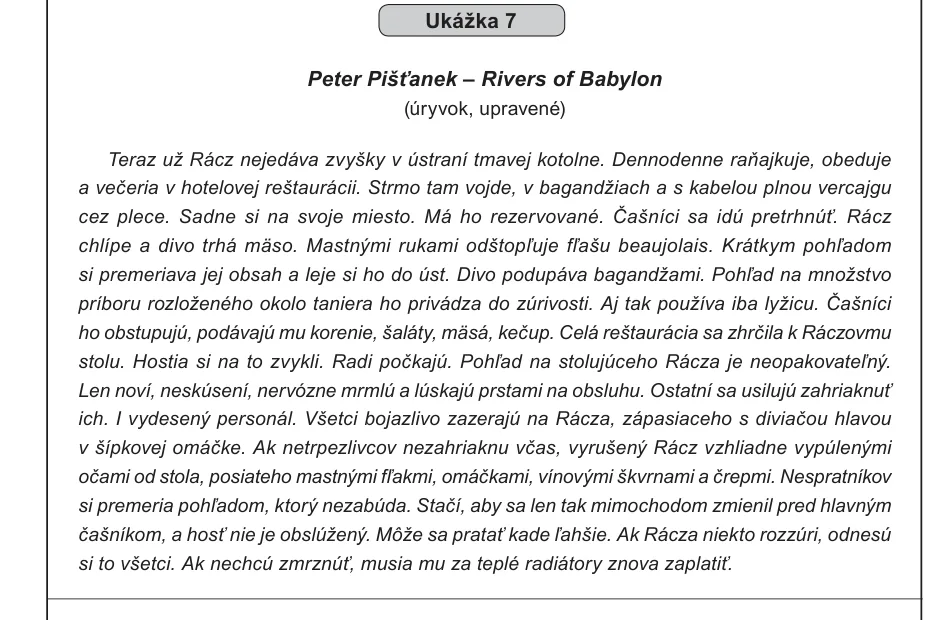 Ukážka 7
Peter Pišťanek – Rivers of Babylon
(úryvok, upravené)
Teraz už Rácz nejedáva zvyšky v ústraní tmavej kotolne. Dennodenne raňajkuje, obeduje
a večeria v hotelovej reštaurácii. Strmo tam vojde, v bagandžiach a s kabelou plnou vercajgu
cez plece. Sadne si na svoje miesto. Má ho rezervované. Čašníci sa idú pretrhnúť. Rácz
chlípe a divo trhá mäso. Mastnými rukami odštopľuje fľašu beaujolais. Krátkym pohľadom
si premeriava jej obsah a leje si ho do úst. Divo podupáva bagandžami. Pohľad na množstvo
príboru rozloženého okolo taniera ho privádza do zúrivosti. Aj tak používa iba lyžicu. Čašníci
ho obstupujú, podávajú mu korenie, šaláty, mäsá, kečup. Celá reštaurácia sa zhrčila k Ráczovmu
stolu. Hostia si na to zvykli. Radi počkajú. Pohľad na stolujúceho Rácza je neopakovateľný.
Len noví, neskúsení, nervózne mrmlú a lúskajú prstami na obsluhu. Ostatní sa usilujú zahriaknuť
ich. I vydesený personál. Všetci bojazlivo zazerajú na Rácza, zápasiaceho s diviačou hlavou
v šípkovej omáčke. Ak netrpezlivcov nezahriaknu včas, vyrušený Rácz vzhliadne vypúlenými
očami od stola, posiateho mastnými fľakmi, omáčkami, vínovými škvrnami a črepmi. Nespratníkov
si premeria pohľadom, ktorý nezabúda. Stačí, aby sa len tak mimochodom zmienil pred hlavným
čašníkom, a hosť nie je obslúžený. Môže sa pratať kade ľahšie. Ak Rácza niekto rozzúri, odnesú
si to všetci. Ak nechcú zmrznúť, musia mu za teplé radiátory znova zaplatiť.